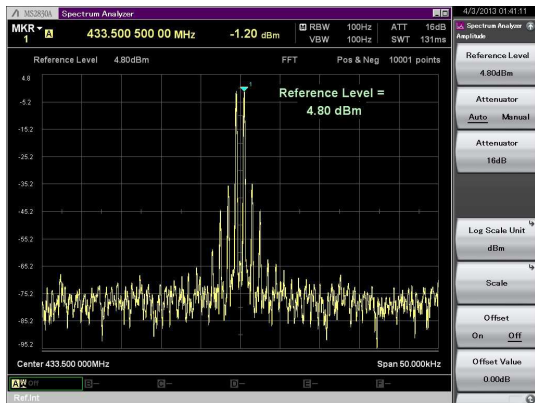 MS2830A Spectrum Analyzer
4/3/2013 01:41:11
MKR
1
A
433.500 500 00 MHz
-1.20 dBm
RBW 100Hz
VBW 100Hz
ATT 16dB
SWT 131ms
Reference Level 4.80dBm
FFT
Pos & Neg 10001 points
4.8
-5.2
-15.2
-25.2
-35.2
-45.2
-55.2
-65.2
-75.2
-85.2
-95.2
1
Reference Level =
4.80 dBm
Center 433.500 000MHz
Span 50.000kHz
A W Off
B
C
D
E
F
Ref.Int
Spectrum Analyzer
Amplitude
Reference Level
4.80dBm
Attenuator
Auto Manual
Attenuator
16dB
Log Scale Unit
dBm
Scale
Offset
On Off
Offset Value
0.00dB